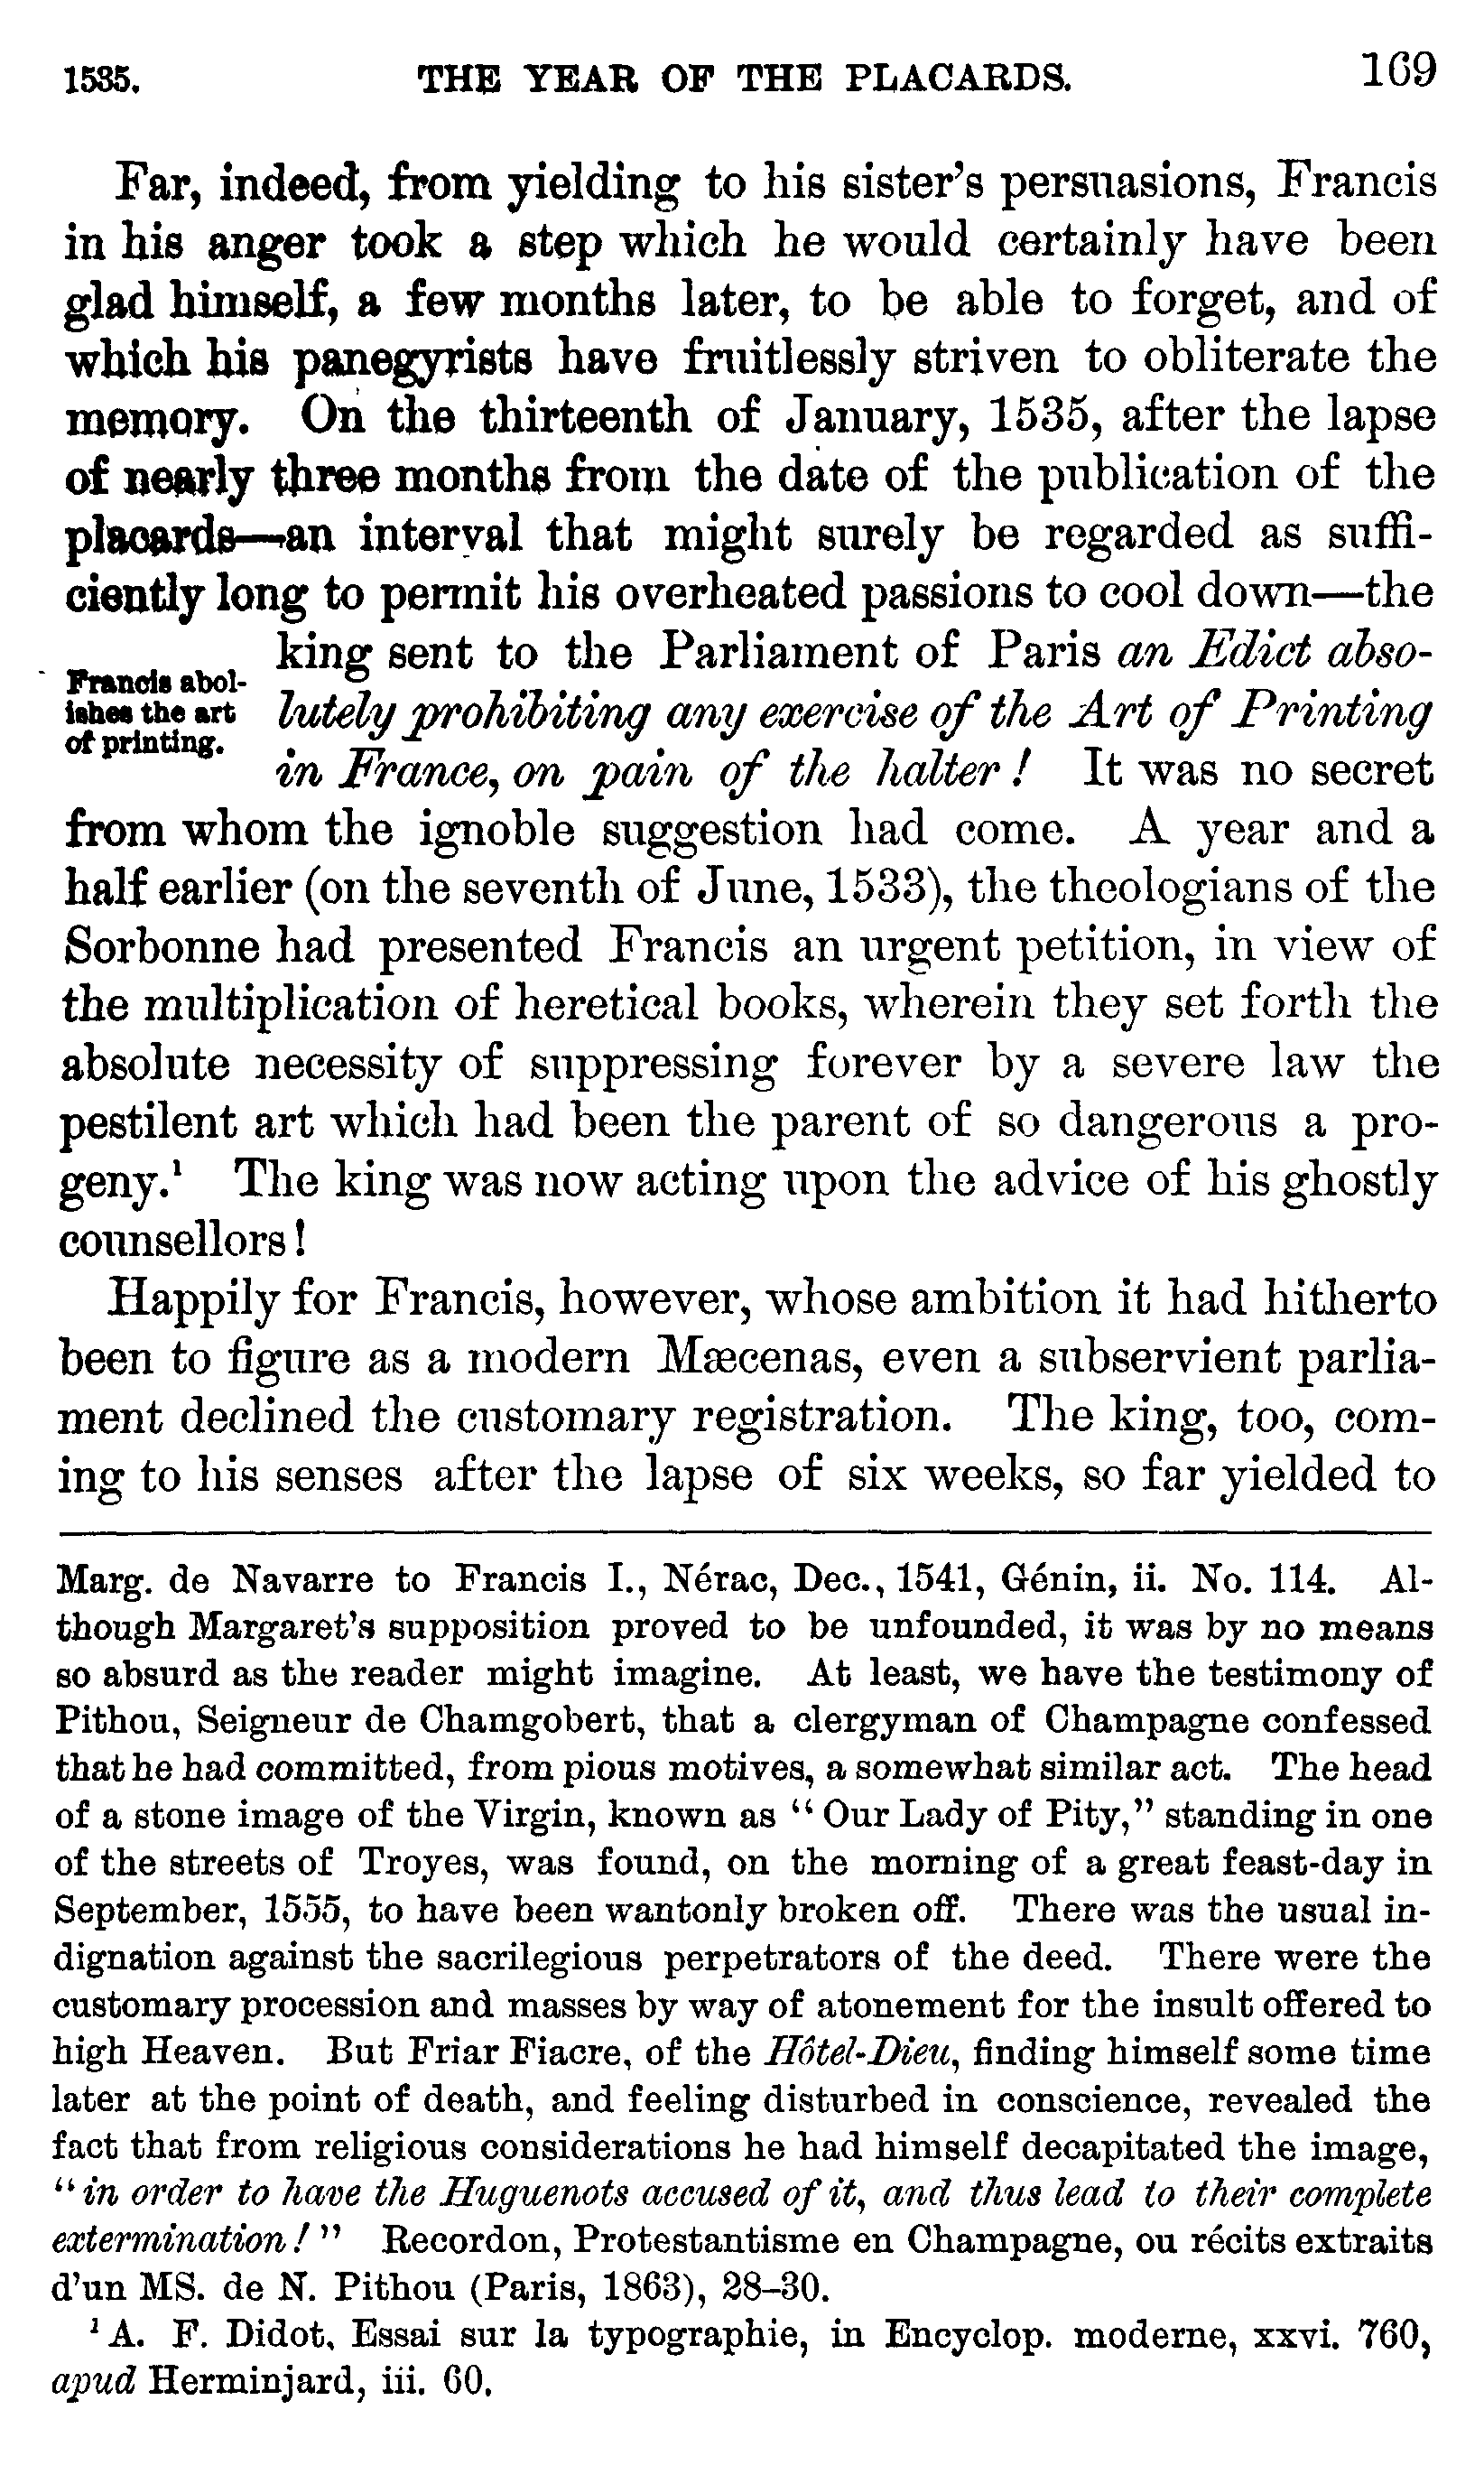 1535. THE YEAR OF THE PLACARDS. 169
Far, indeed, from yielding to his sister's persuasions, Francis
in his anger took a step which he would certainly have been
glad himself, a few months later, to be able to forget, and of
which his panegyrists have fruitlessly striven to obliterate the
memory. On the thirteenth of January, 1535, after the lapse
of nearly three months from the date of the publication of the
placards—an interval that might surely be regarded as suffi-
ciently long to permit his overheated passions to cool down—the
king sent to the Parliament of Paris an Edict abso-
Francis abol-
ishes the art
of printing.
lutely prohibiting any exercise of the Art of Printing
in France, on pain of the halter! It was no secret
from whom the ignoble suggestion had come. A year and a
half earlier (on the seventh of June, 1533), the theologians of the
Sorbonne had presented Francis an urgent petition, in view of
the multiplication of heretical books, wherein they set forth the
absolute necessity of suppressing forever by a severe law the
pestilent art which had been the parent of so dangerous a pro-
geny.¹ The king was now acting upon the advice of his ghostly
counsellors!
Happily for Francis, however, whose ambition it had hitherto
been to figure as a modern Mæcenas, even a subservient parlia-
ment declined the customary registration. The king, too, com-
ing to his senses after the lapse of six weeks, so far yielded to
Marg. de Navarre to Francis I., Nérac, Dec., 1541, Génin, ii. No. 114. Al-
though Margaret's supposition proved to be unfounded, it was by no means
so absurd as the reader might imagine. At least, we have the testimony of
Pithou, Seigneur de Chamgobert, that a clergyman of Champagne confessed
that he had committed, from pious motives, a somewhat similar act. The head
of a stone image of the Virgin, known as "Our Lady of Pity," standing in one
of the streets of Troyes, was found, on the morning of a great feast-day in
September, 1555, to have been wantonly broken off. There was the usual in-
dignation against the sacrilegious perpetrators of the deed. There were the
customary procession and masses by way of atonement for the insult offered to
high Heaven. But Friar Fiacre, of the Hôtel-Dieu, finding himself some time
later at the point of death, and feeling disturbed in conscience, revealed the
fact that from religious considerations he had himself decapitated the image,
"in order to have the Huguenots accused of it, and thus lead to their complete
extermination!" Recordon, Protestantisme en Champagne, ou récits extraits
d'un MS. de N. Pithou (Paris, 1863), 28–30.
¹ A. F. Didot, Essai sur la typographie, in Encyclop. moderne, xxvi. 760,
apud Herminjard, iii. 60.